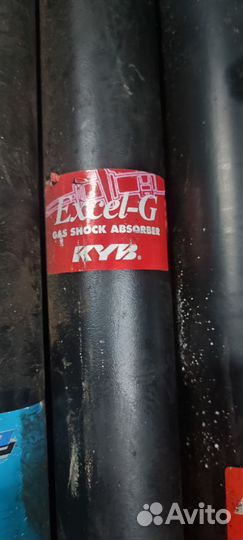 Excel-G
GAS SHOCK ABSORBER
KYB®
Avito